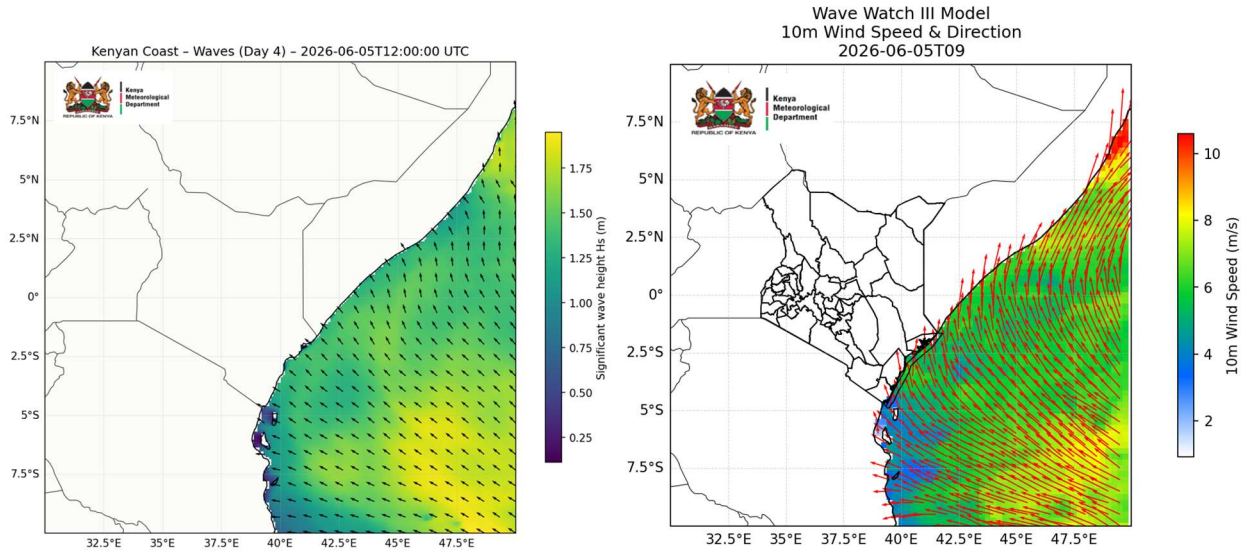 Kenyan Coast – Waves (Day 4) – 2026-06-05T12:00:00 UTC
REPUBLIC OF KENYA
Kenya
Meteorological
Department
7.5°N
5°N
2.5°N
0°
2.5°S
5°S
7.5°S
32.5°E 35°E 37.5°E 40°E 42.5°E 45°E 47.5°E
1.75
1.50
1.25
1.00
0.75
0.50
0.25
Significant wave height Hs (m)
Wave Watch III Model
10m Wind Speed & Direction
2026-06-05T09
REPUBLIC OF KENYA
Kenya
Meteorological
Department
7.5°N
5°N
2.5°N
0°
2.5°S
5°S
7.5°S
32.5°E 35°E 37.5°E 40°E 42.5°E 45°E 47.5°E
10
8
6
4
2
10m Wind Speed (m/s)